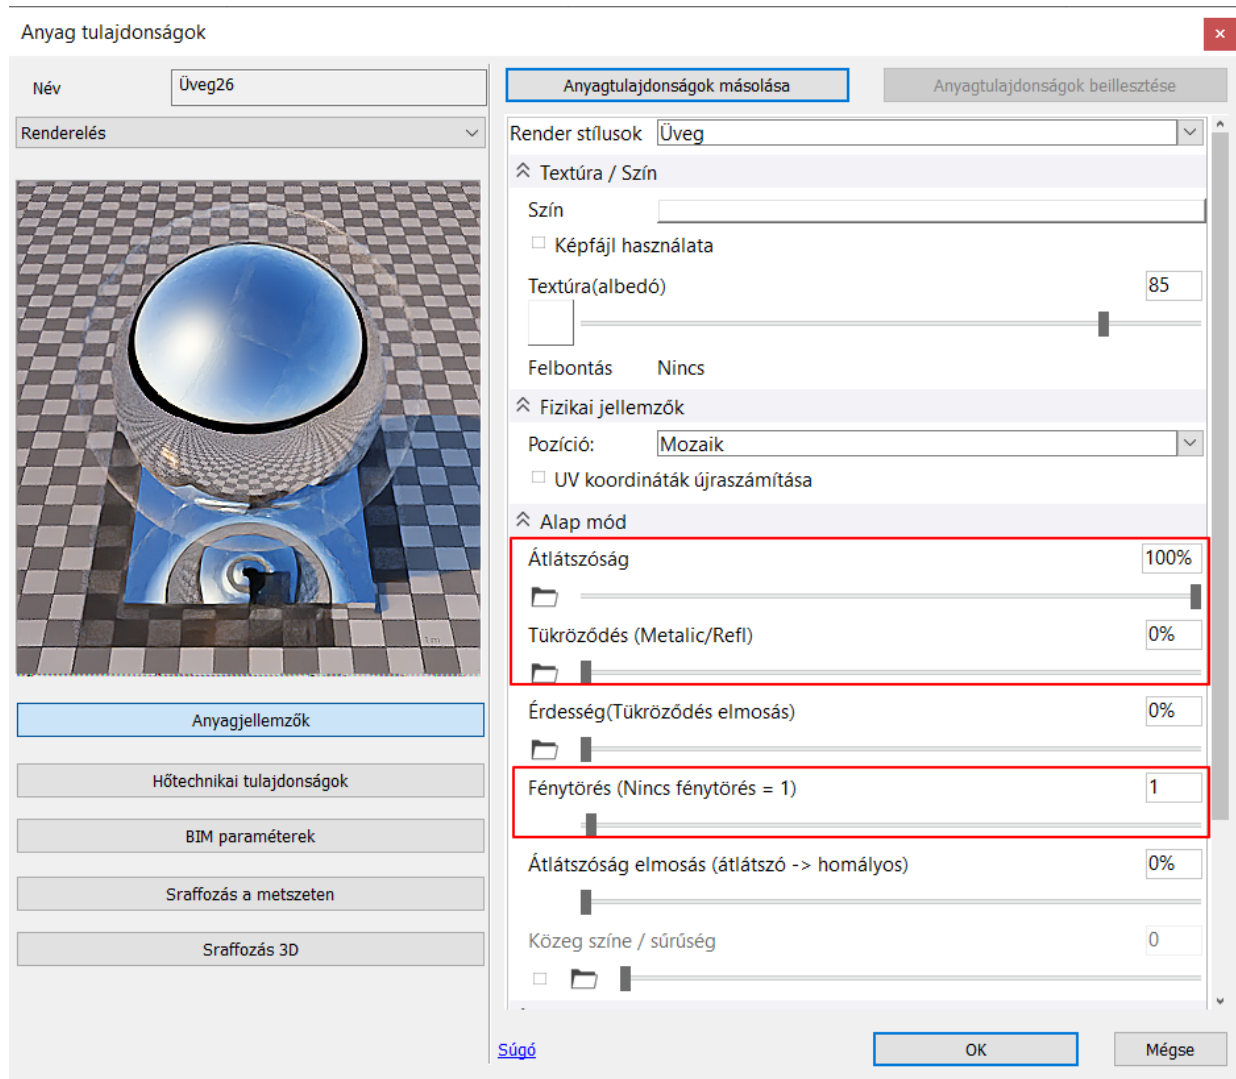 Anyag tulajdonságok
Név
Üveg26
Renderelés
1m
Anyagjellemzők
Hőtechnikai tulajdonságok
BIM paraméterek
Sraffozás a metszeten
Sraffozás 3D
Anyagtulajdonságok másolása
Anyagtulajdonságok beillesztése
Render stílusok Üveg
Textúra / Szín
Szín
Képfájl használata
Textúra(albedó) 85
Felbontás Nincs
Fizikai jellemzők
Pozíció: Mozaik
UV koordináták újraszámítása
Alap mód
Átlátszóság 100%
Tükröződés (Metalic/Refl) 0%
Érdesség(Tükröződés elmosás) 0%
Fénytörés (Nincs fénytörés = 1) 1
Átlátszóság elmosás (átlátszó -> homályos) 0%
Közeg színe / sűrűség 0
Súgó
OK
Mégse